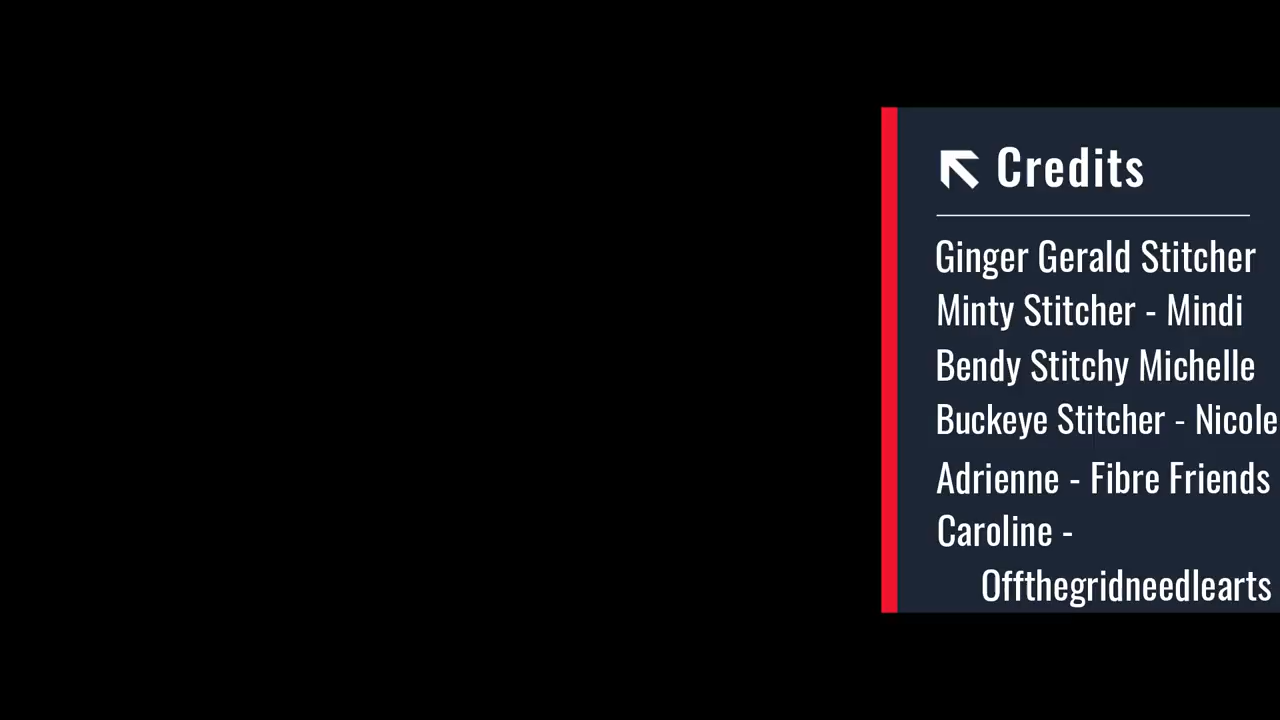 Credits
Ginger Gerald Stitcher
Minty Stitcher - Mindi
Bendy Stitchy Michelle
Buckeye Stitcher - Nicole
Adrienne - Fibre Friends
Caroline -
Offthegridneedlearts